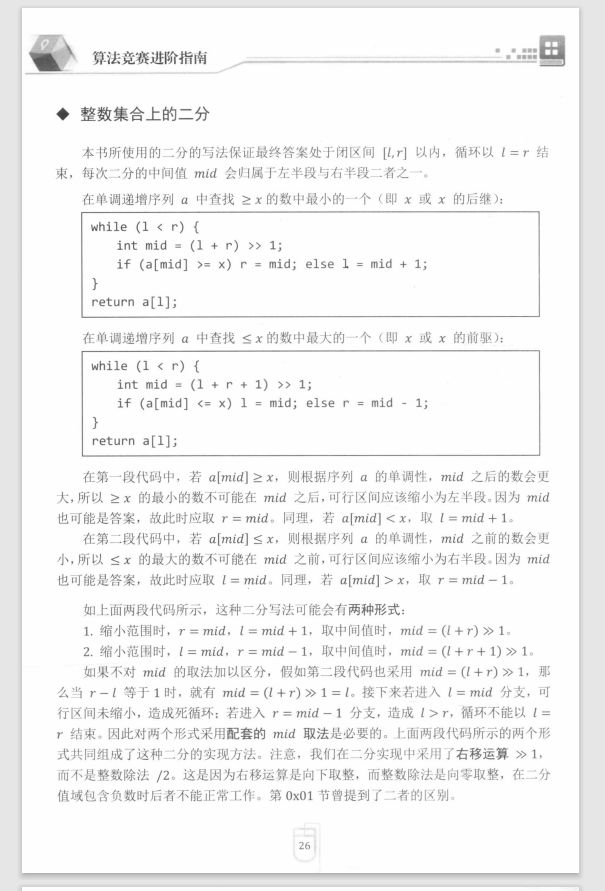 算法竞赛进阶指南
◆ 整数集合上的二分
本书所使用的二分的写法保证最终答案处于闭区间 [l,r] 以内，循环以 l = r 结
束，每次二分的中间值 mid 会归属于左半段与右半段二者之一。
在单调递增序列 a 中查找 ≥ x 的数中最小的一个（即 x 或 x 的后继）：
while (l < r) {
int mid = (l + r) >> 1;
if (a[mid] >= x) r = mid; else l = mid + 1;
}
return a[l];
在单调递增序列 a 中查找 ≤ x 的数中最大的一个（即 x 或 x 的前驱）：
while (l < r) {
int mid = (l + r + 1) >> 1;
if (a[mid] <= x) l = mid; else r = mid - 1;
}
return a[l];
在第一段代码中，若 a[mid] ≥ x，则根据序列 a 的单调性，mid 之后的数会更
大，所以 ≥ x 的最小的数不可能在 mid 之后，可行区间应该缩小为左半段。因为 mid
也可能是答案，故此时应取 r = mid。同理，若 a[mid] < x，取 l = mid + 1。
在第二段代码中，若 a[mid] ≤ x，则根据序列 a 的单调性，mid 之前的数会更
小，所以 ≤ x 的最大的数不可能在 mid 之前，可行区间应该缩小为右半段。因为 mid
也可能是答案，故此时应取 l = mid。同理，若 a[mid] > x，取 r = mid − 1。
如上面两段代码所示，这种二分写法可能会有两种形式：
1. 缩小范围时，r = mid，l = mid + 1，取中间值时，mid = (l + r) ≫ 1。
2. 缩小范围时，l = mid，r = mid − 1，取中间值时，mid = (l + r + 1) ≫ 1。
如果不对 mid 的取法加以区分，假如第二段代码也采用 mid = (l + r) ≫ 1，那
么当 r − l 等于 1 时，就有 mid = (l + r) ≫ 1 = l。接下来若进入 l = mid 分支，可
行区间未缩小，造成死循环；若进入 r = mid − 1 分支，造成 l > r，循环不能以 l =
r 结束。因此对两个形式采用配套的 mid 取法是必要的。上面两段代码所示的两个形
式共同组成了这种二分的实现方法。注意，我们在二分实现中采用了右移运算 ≫ 1，
而不是整数除法 /2。这是因为右移运算是向下取整，而整数除法是向零取整，在二分
值域包含负数时后者不能正常工作。第 0x01 节曾提到了二者的区别。
26